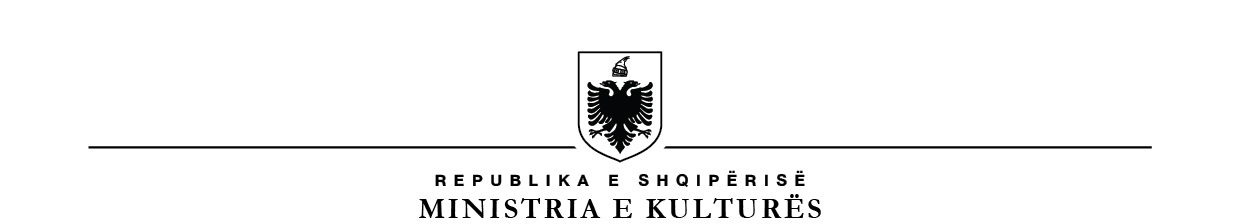 REPUBLIKA E SHQIPËRISË
MINISTRIA E KULTURËS